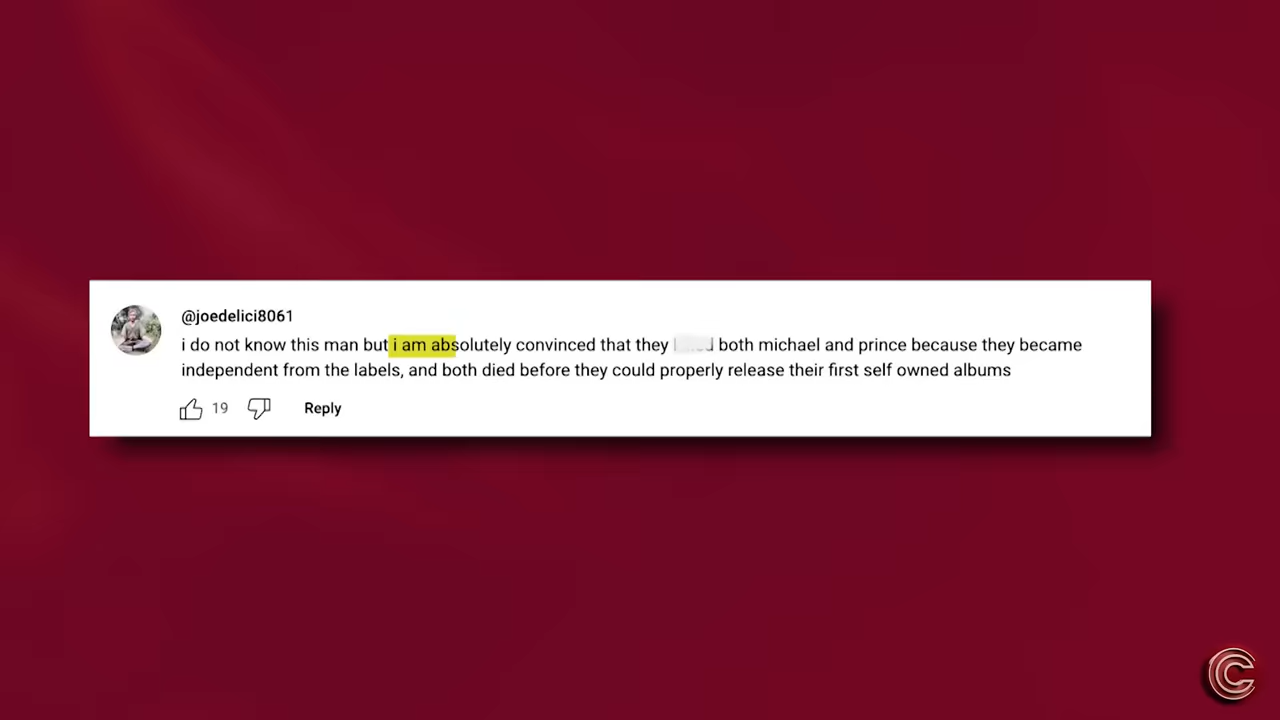 @joedelici8061
i do not know this man but i am absolutely convinced that they both michael and prince because they became
independent from the labels, and both died before they could properly release their first self owned albums
19
Reply